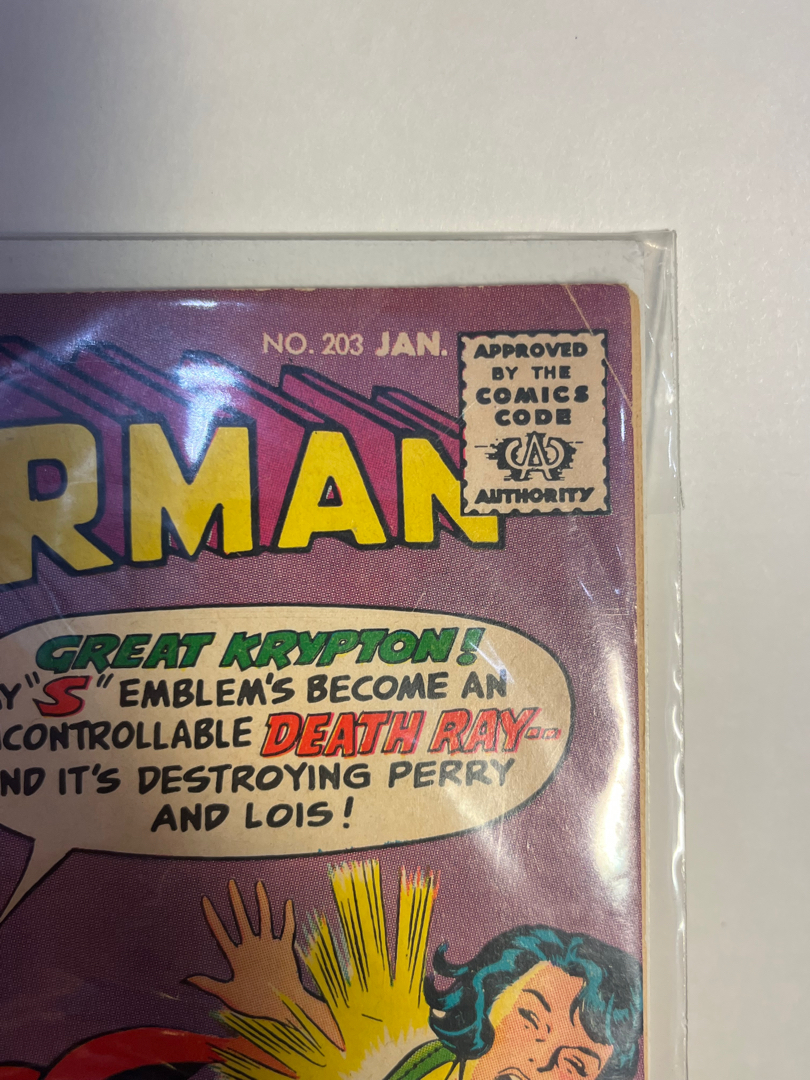 NO. 203 JAN.
APPROVED
BY THE
COMICS
CODE
CA
AUTHORITY
RMAN
GREAT KRYPTON!
Y "S" EMBLEM'S BECOME AN
CONTROLLABLE DEATH RAY--
ND IT'S DESTROYING PERRY
AND LOIS!